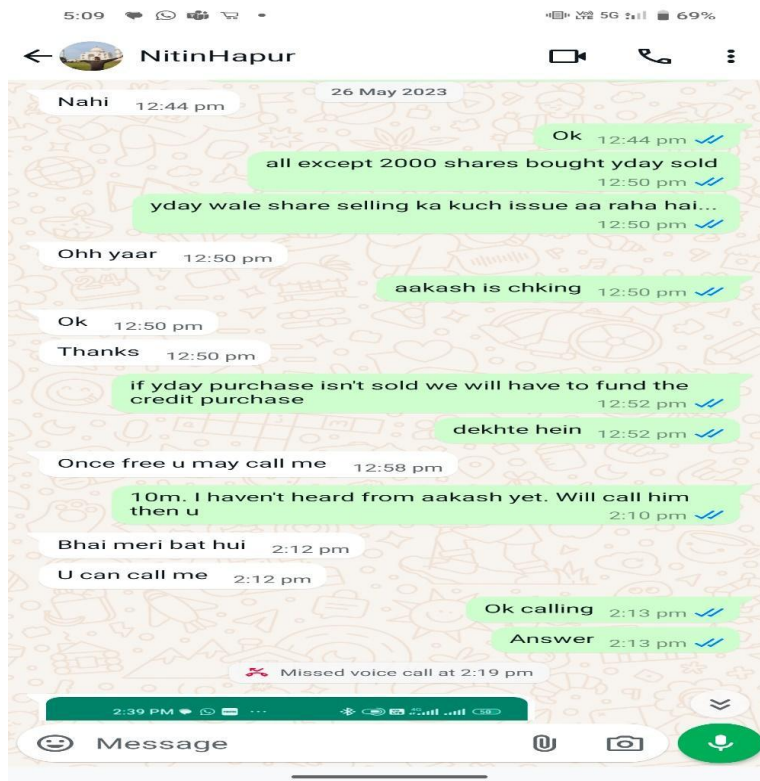 5:09 5G 69%
NitinHapur
26 May 2023
Nahi 12:44 pm
Ok 12:44 pm
all except 2000 shares bought yday sold
12:50 pm
yday wale share selling ka kuch issue aa raha hai...
12:50 pm
Ohh yaar 12:50 pm
aakash is chking 12:50 pm
Ok 12:50 pm
Thanks 12:50 pm
if yday purchase isn't sold we will have to fund the
credit purchase 12:52 pm
dekhte hein 12:52 pm
Once free u may call me 12:58 pm
10m. I haven't heard from aakash yet. Will call him
then u 2:10 pm
Bhai meri bat hui 2:12 pm
U can call me 2:12 pm
Ok calling 2:13 pm
Answer 2:13 pm
Missed voice call at 2:19 pm
2:39 PM
Message